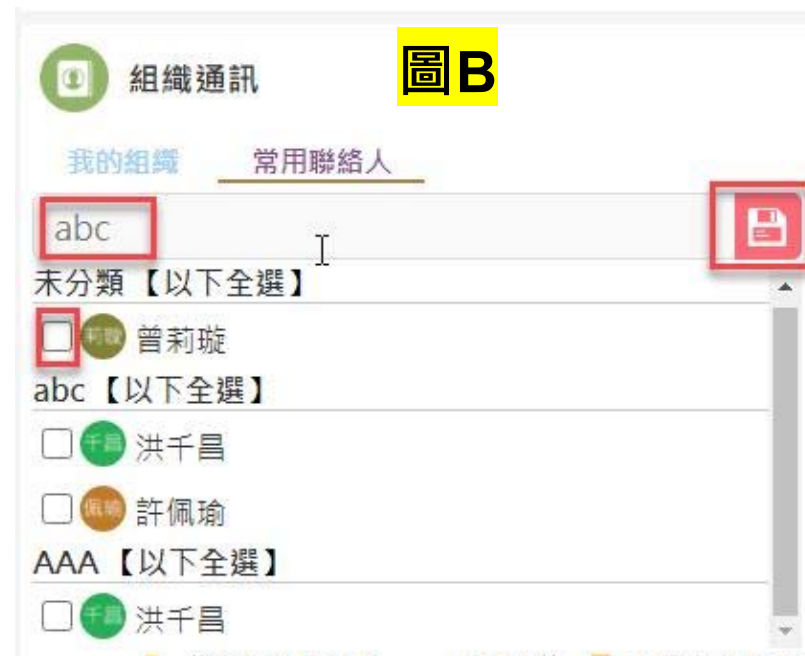 組織通訊
圖B
我的組織 常用聯絡人
abc
未分類【以下全選】
莉璇 曾莉璇
abc【以下全選】
千昌 洪千昌
佩瑜 許佩瑜
AAA【以下全選】
千昌 洪千昌